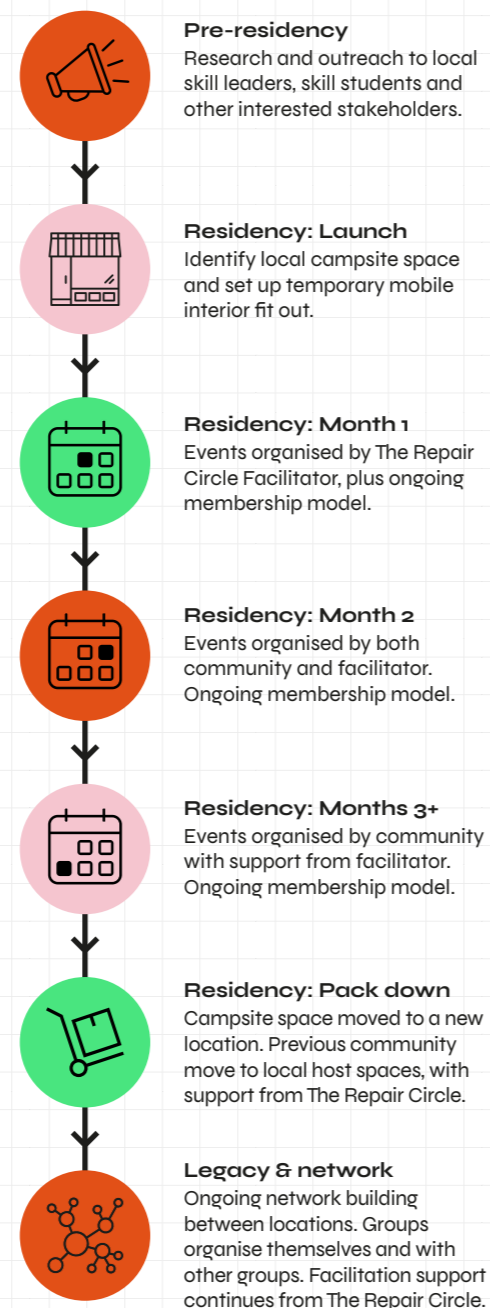 Pre-residency
Research and outreach to local
skill leaders, skill students and
other interested stakeholders.
Residency: Launch
Identify local campsite space
and set up temporary mobile
interior fit out.
Residency: Month 1
Events organised by The Repair
Circle Facilitator, plus ongoing
membership model.
Residency: Month 2
Events organised by both
community and facilitator.
Ongoing membership model.
Residency: Months 3+
Events organised by community
with support from facilitator.
Ongoing membership model.
Residency: Pack down
Campsite space moved to a new
location. Previous community
move to local host spaces, with
support from The Repair Circle.
Legacy & network
Ongoing network building
between locations. Groups
organise themselves and with
other groups. Facilitation support
continues from The Repair Circle.